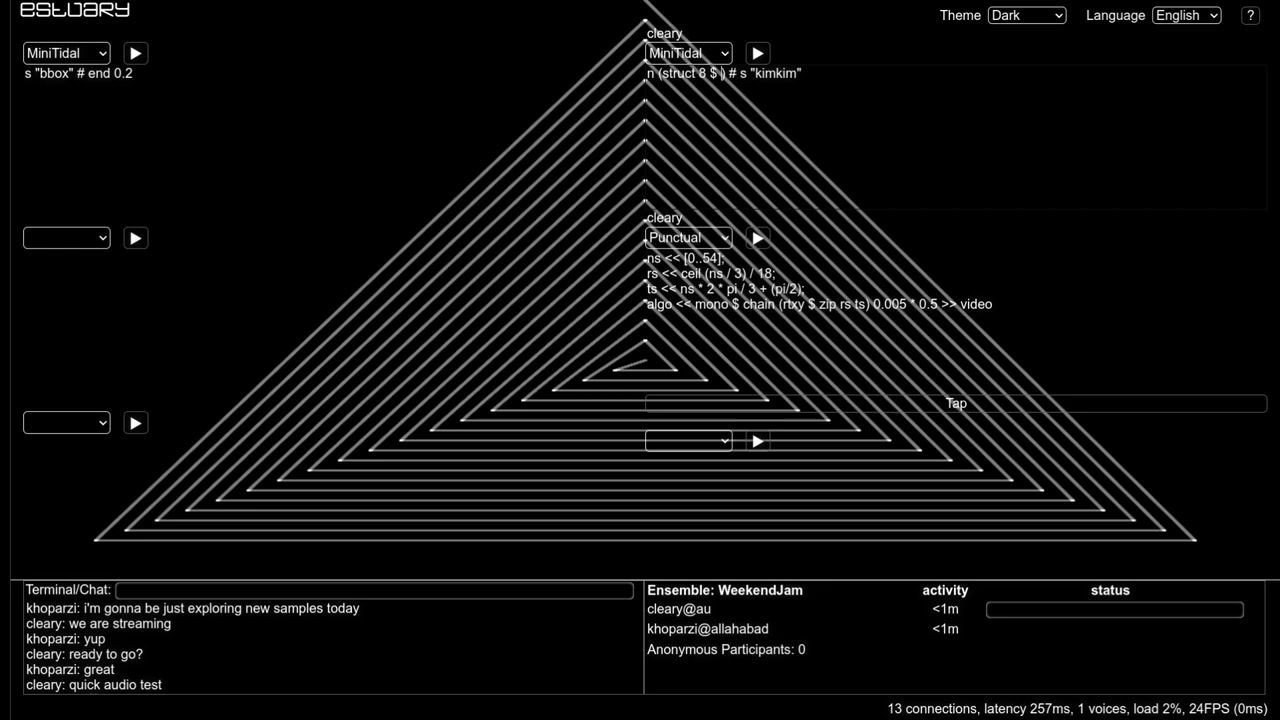 estuary
Theme Dark Language English ?
cleary
MiniTidal
s "bbox" # end 0.2
MiniTidal
n (struct 8 $ ) # s "kimkim"
cleary
Punctual
ns << [0..54];
rs << ceil (ns / 3) / 18;
ts << ns * 2 * pi / 3 + (pi/2);
algo << mono $ chain (rtxy $ zip rs ts) 0.005 * 0.5 >> video
Tap
Terminal/Chat:
khoparzi: i'm gonna be just exploring new samples today
cleary: we are streaming
khoparzi: yup
cleary: ready to go?
khoparzi: great
cleary: quick audio test
Ensemble: WeekendJam activity status
cleary@au <1m
khoparzi@allahabad <1m
Anonymous Participants: 0
13 connections, latency 257ms, 1 voices, load 2%, 24FPS (0ms)